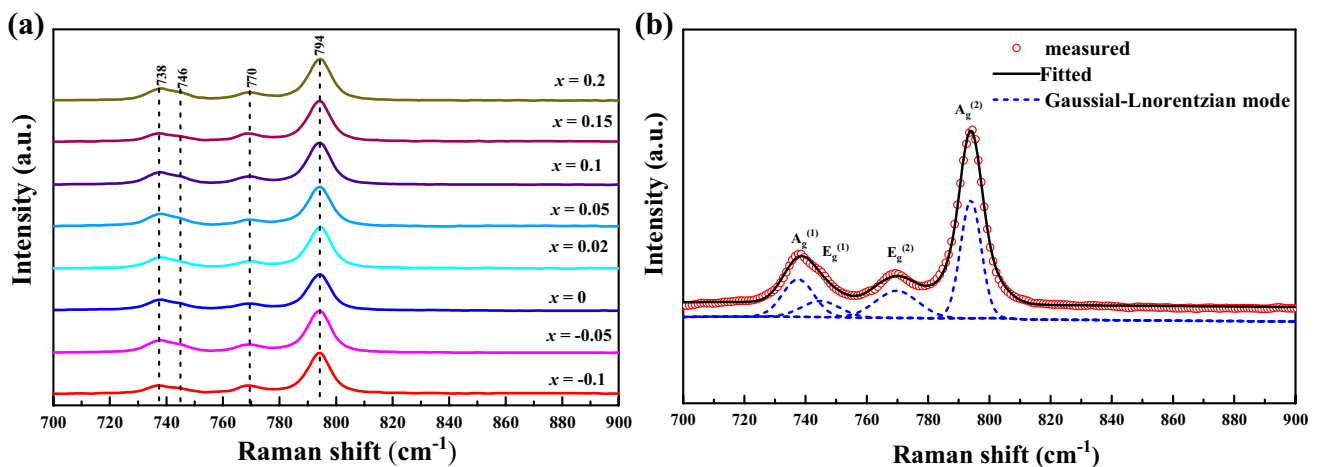 (a)
Intensity (a.u.)
738
746
770
794
x = 0.2
x = 0.15
x = 0.1
x = 0.05
x = 0.02
x = 0
x = -0.05
x = -0.1
700 720 740 760 780 800 820 840 860 880 900
Raman shift (cm-1)
(b)
Intensity (a.u.)
measured
Fitted
Gaussial-Lnorentzian mode
Ag(1)
Eg(1)
Eg(2)
Ag(2)
700 720 740 760 780 800 820 840 860 880 900
Raman shift (cm-1)